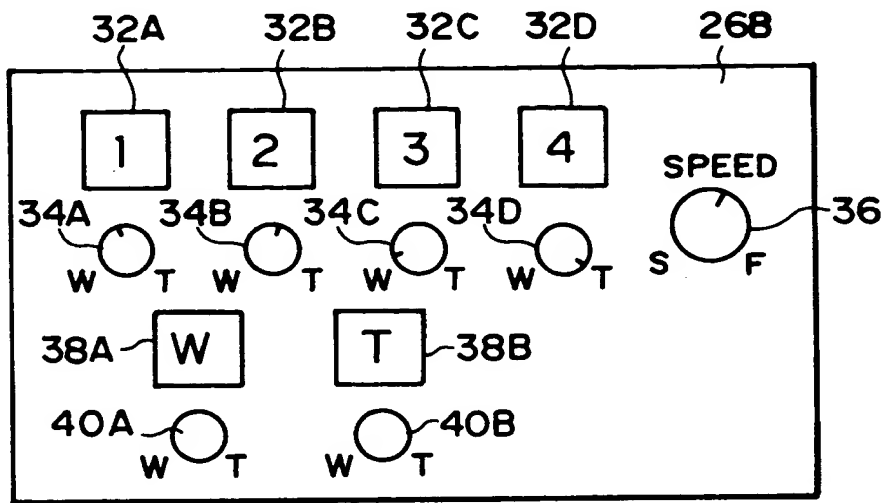 32A 32B 32C 32D 26B
1 2 3 4
SPEED
34A 34B 34C 34D 36
W T W T W T W T S F
38A W T 38B
40A 40B
W T W T